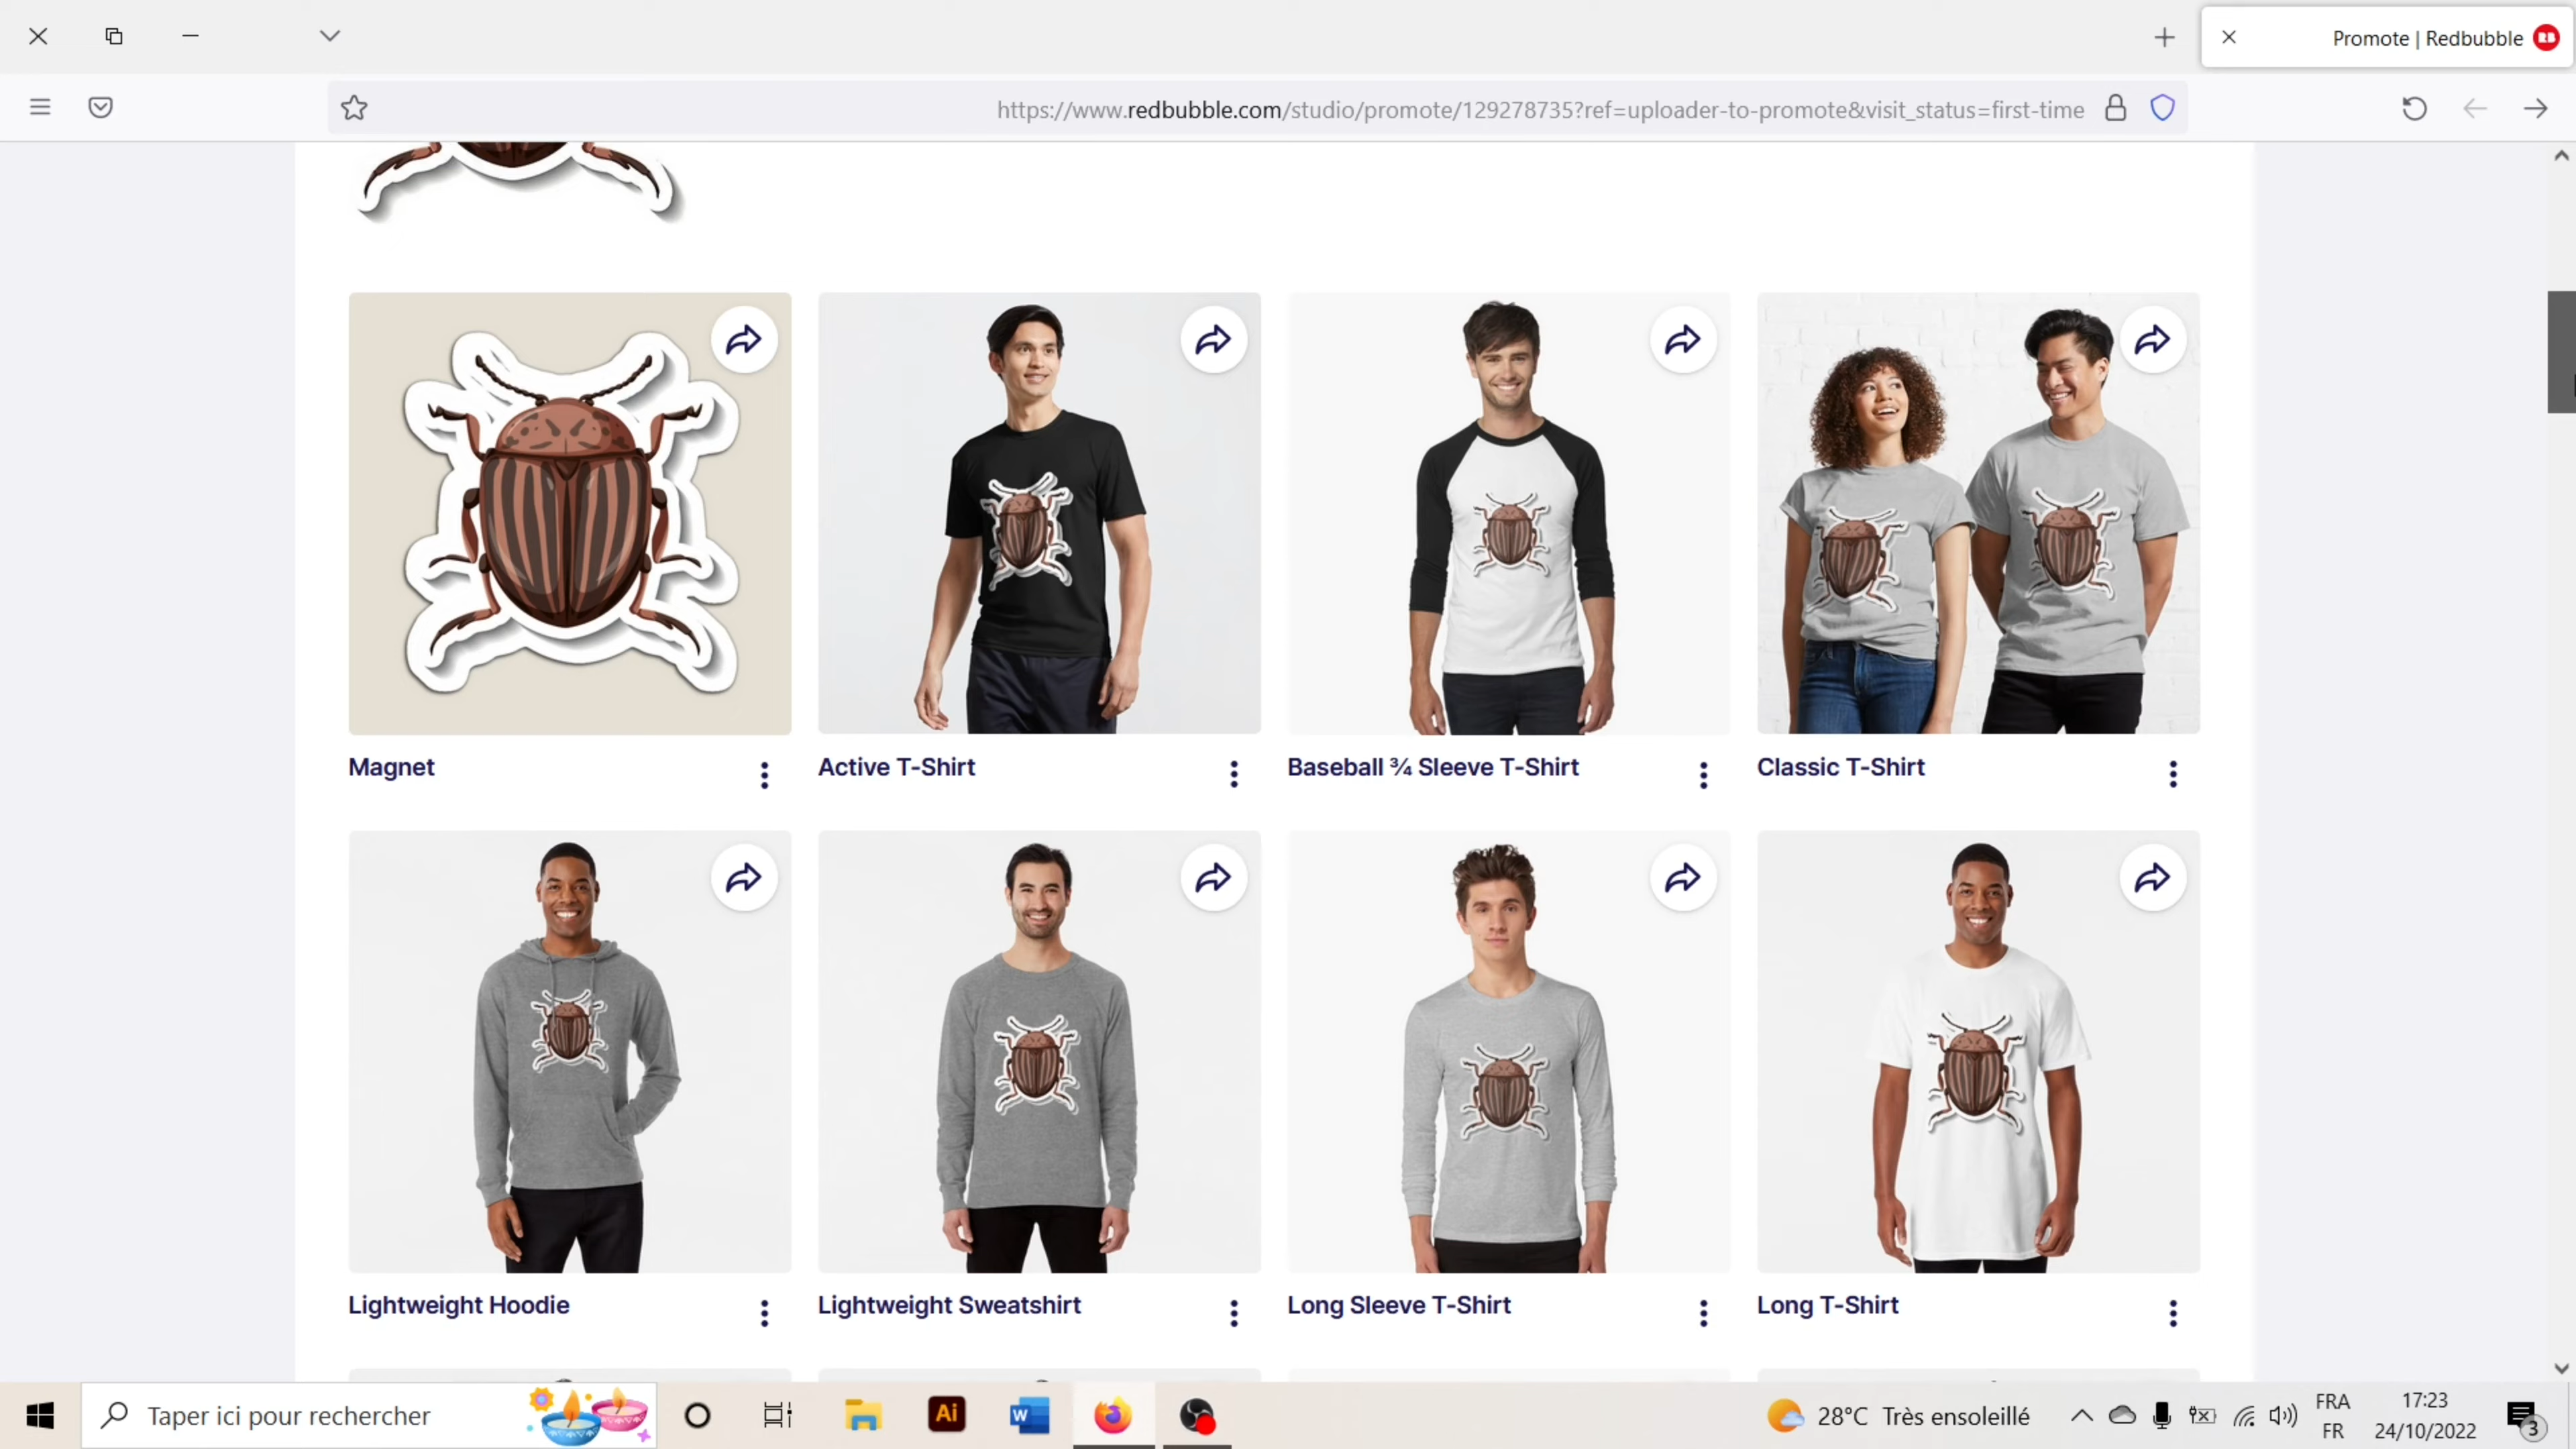 Promote | Redbubble
https://www.redbubble.com/studio/promote/129278735?ref=uploader-to-promote&visit_status=first-time
Magnet
Active T-Shirt
Baseball ¾ Sleeve T-Shirt
Classic T-Shirt
Lightweight Hoodie
Lightweight Sweatshirt
Long Sleeve T-Shirt
Long T-Shirt
Taper ici pour rechercher
Ai
W
28°C Très ensoleillé
FRA
FR
17:23
24/10/2022
3